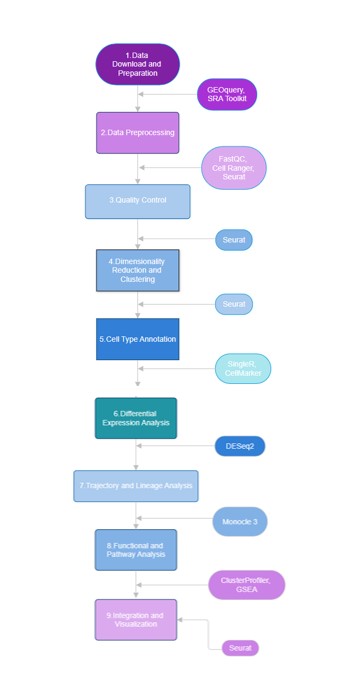 1.Data
Download and
Preparation
GEOquery,
SRA Toolkit
2.Data Preprocessing
FastQC,
Cell Ranger,
Seurat
3.Quality Control
Seurat
4.Dimensionality
Reduction and
Clustering
Seurat
5.Cell Type Annotation
SingleR,
CellMarker
6.Differential
Expression Analysis
DESeq2
7.Trajectory and Lineage Analysis
Monocle 3
8.Functional and
Pathway Analysis
ClusterProfiler,
GSEA
9.Integration and
Visualization
Seurat